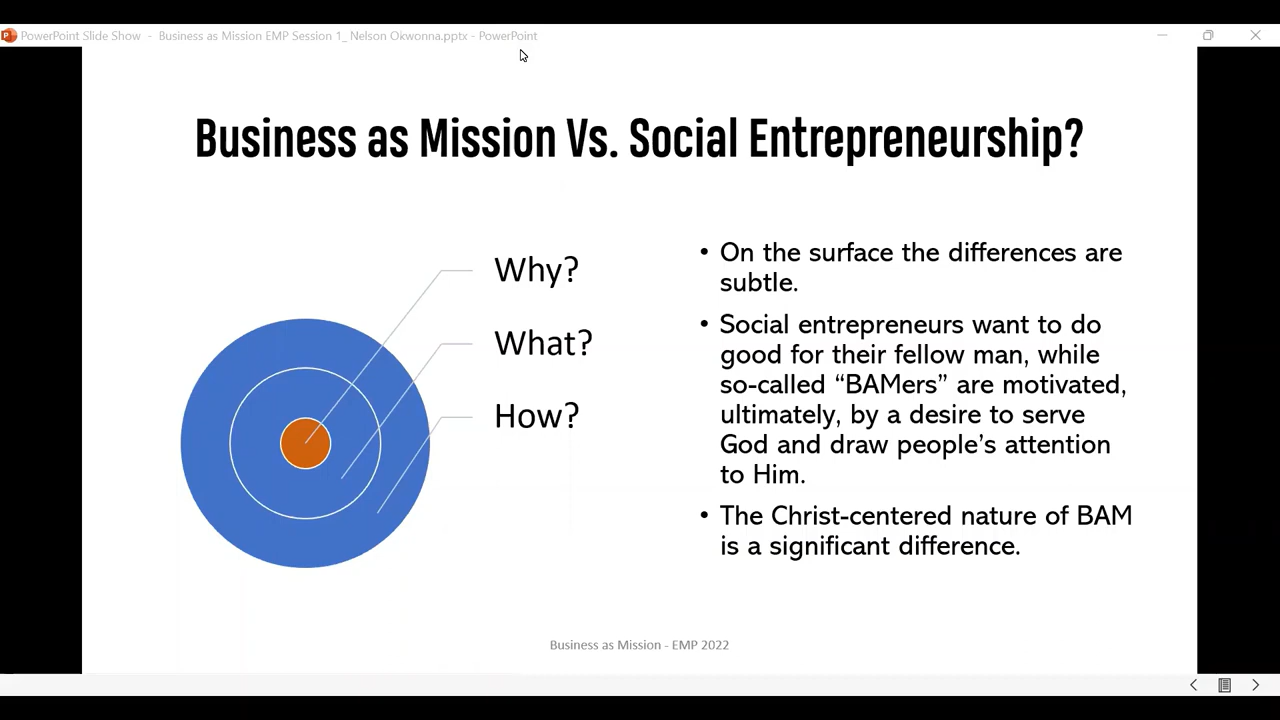 PowerPoint Slide Show - Business as Mission EMP Session 1_ Nelson Okwonna.pptx - PowerPoint
Business as Mission Vs. Social Entrepreneurship?
Why?
What?
How?
• On the surface the differences are
subtle.
• Social entrepreneurs want to do
good for their fellow man, while
so-called “BAMers” are motivated,
ultimately, by a desire to serve
God and draw people’s attention
to Him.
• The Christ-centered nature of BAM
is a significant difference.
Business as Mission - EMP 2022